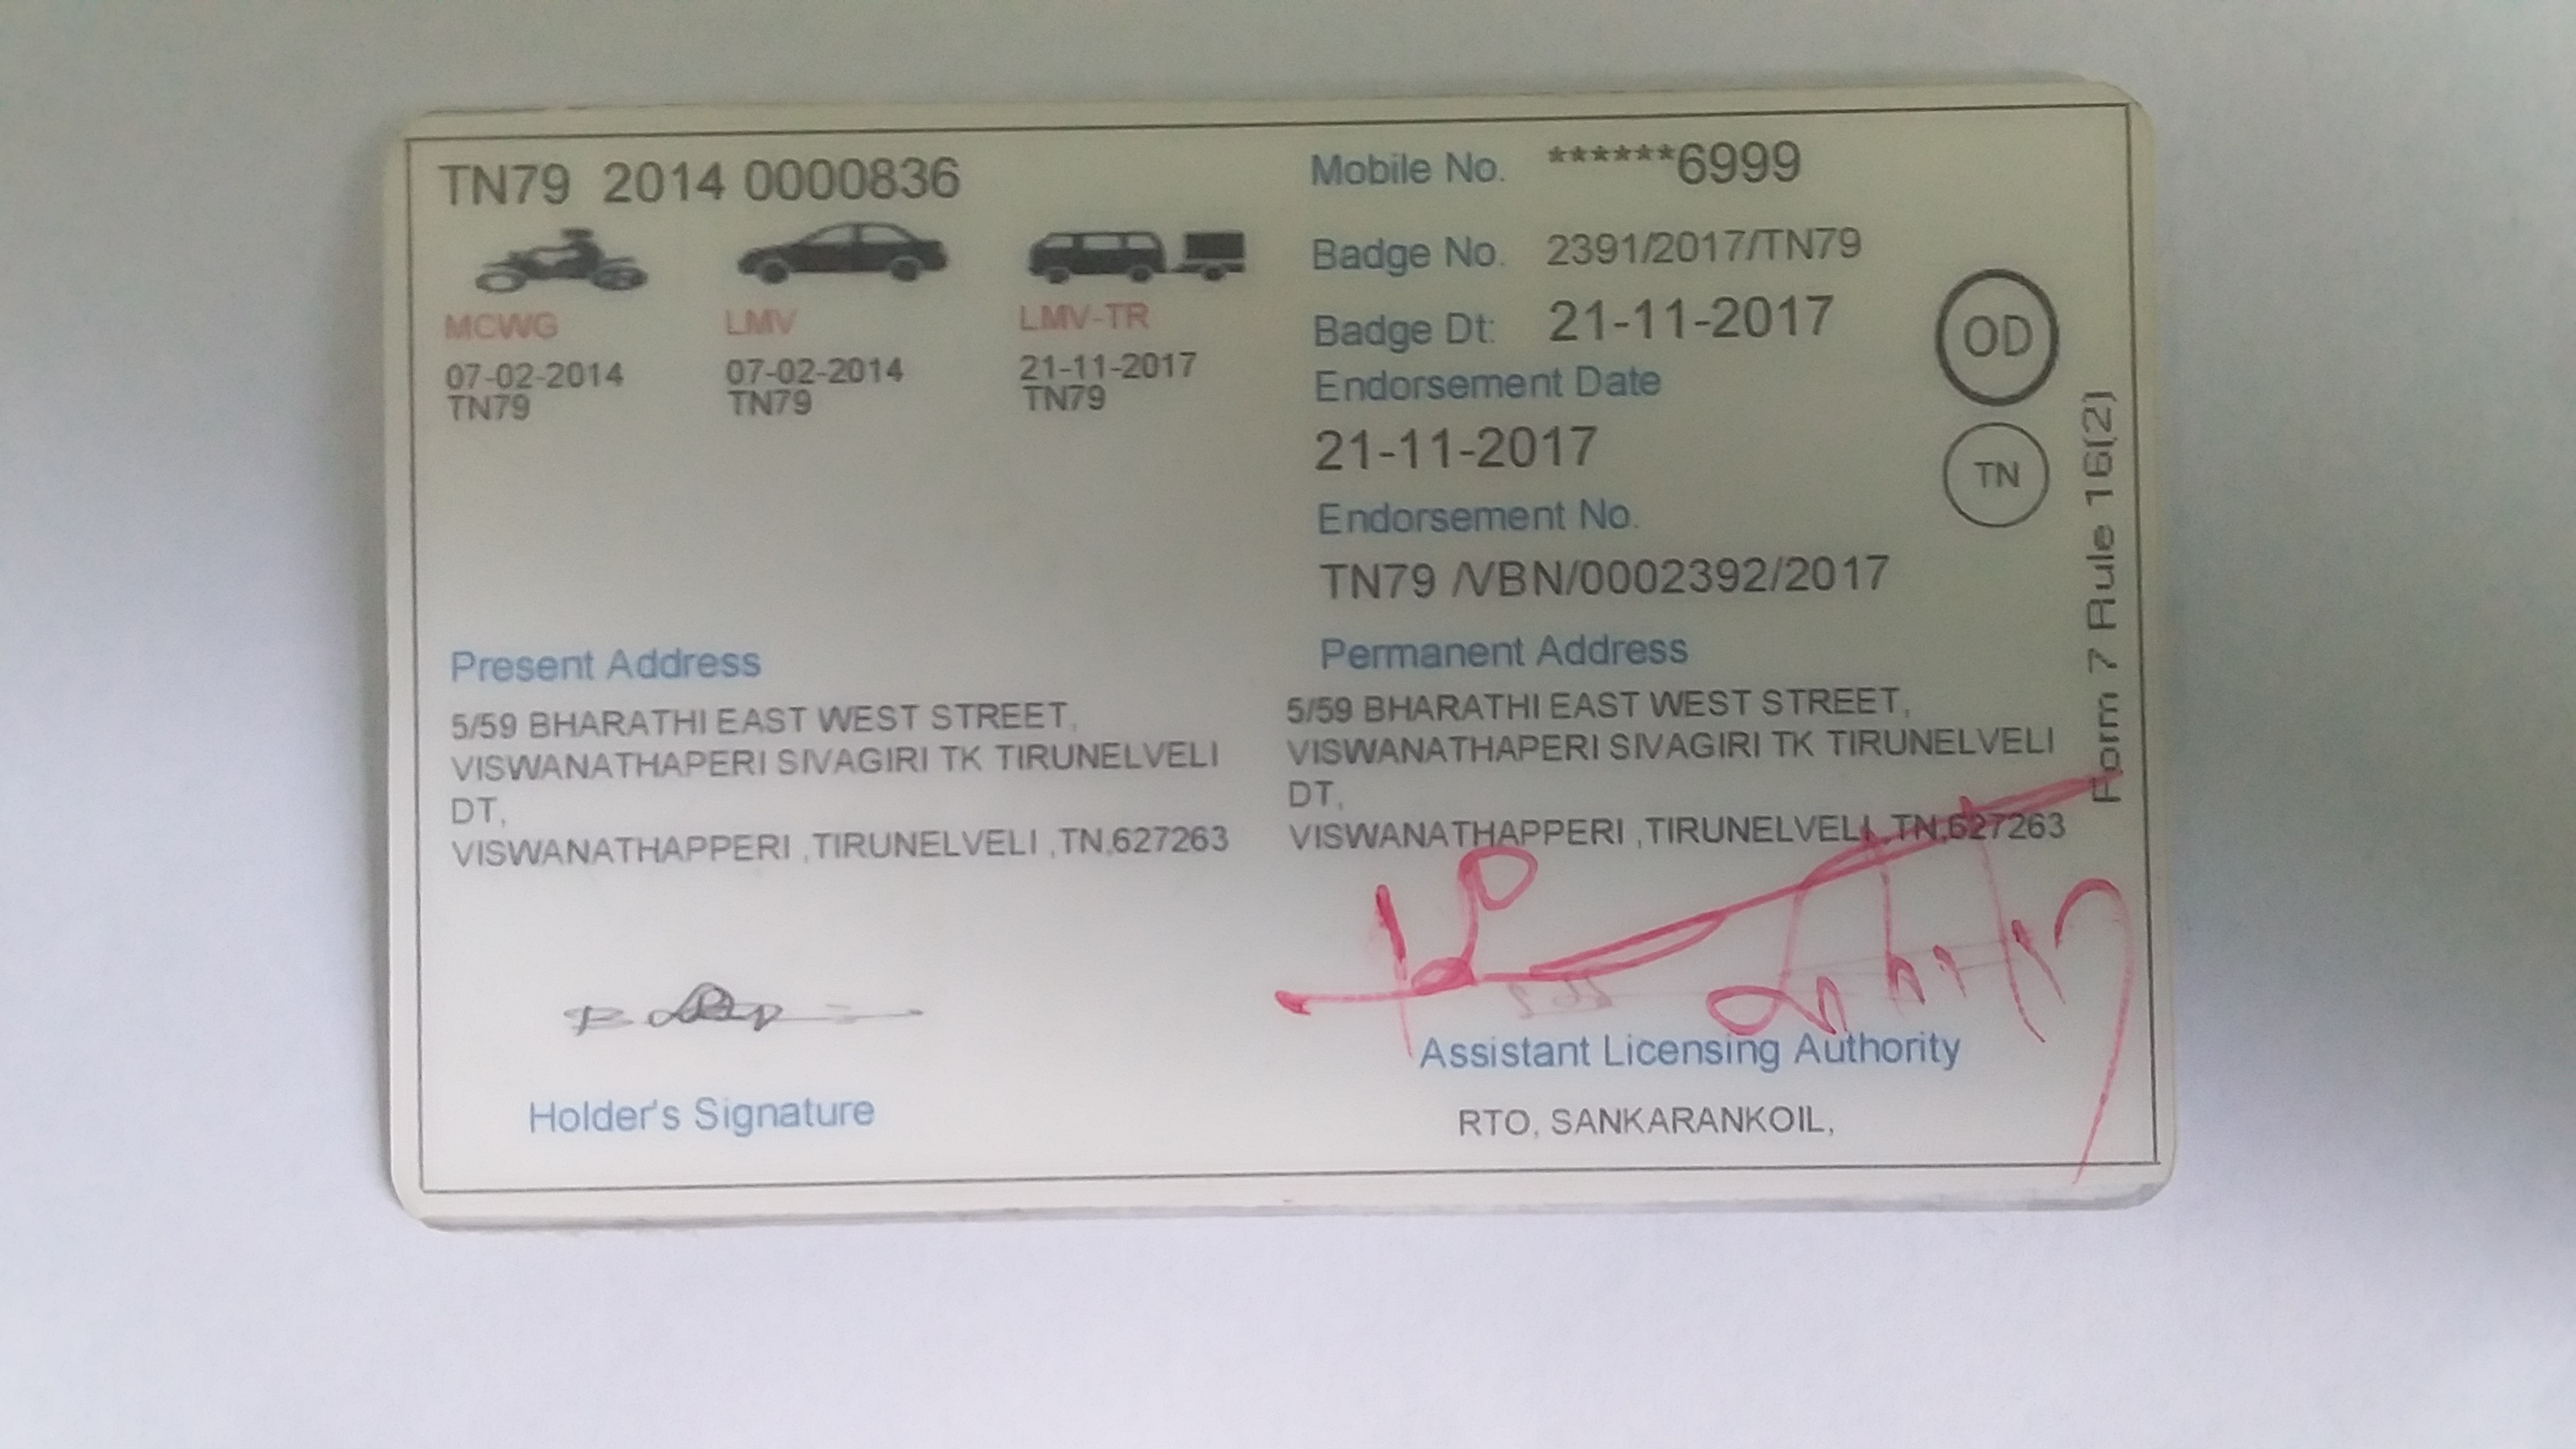 TN79 2014 0000836
MCWG
07-02-2014
TN79
LMV
07-02-2014
TN79
LMV-TR
21-11-2017
TN79
Mobile No. ******6999
Badge No. 2391/2017/TN79
Badge Dt: 21-11-2017
Endorsement Date
21-11-2017
Endorsement No.
TN79 /VBN/0002392/2017
OD
TN
Form 7 Rule 16(2)
Present Address
5/59 BHARATHI EAST WEST STREET,
VISWANATHAPERI SIVAGIRI TK TIRUNELVELI
DT,
VISWANATHAPPERI ,TIRUNELVELI ,TN,627263
Permanent Address
5/59 BHARATHI EAST WEST STREET,
VISWANATHAPERI SIVAGIRI TK TIRUNELVELI
DT,
VISWANATHAPPERI ,TIRUNELVELI ,TN,627263
Holder's Signature
Assistant Licensing Authority
RTO, SANKARANKOIL,